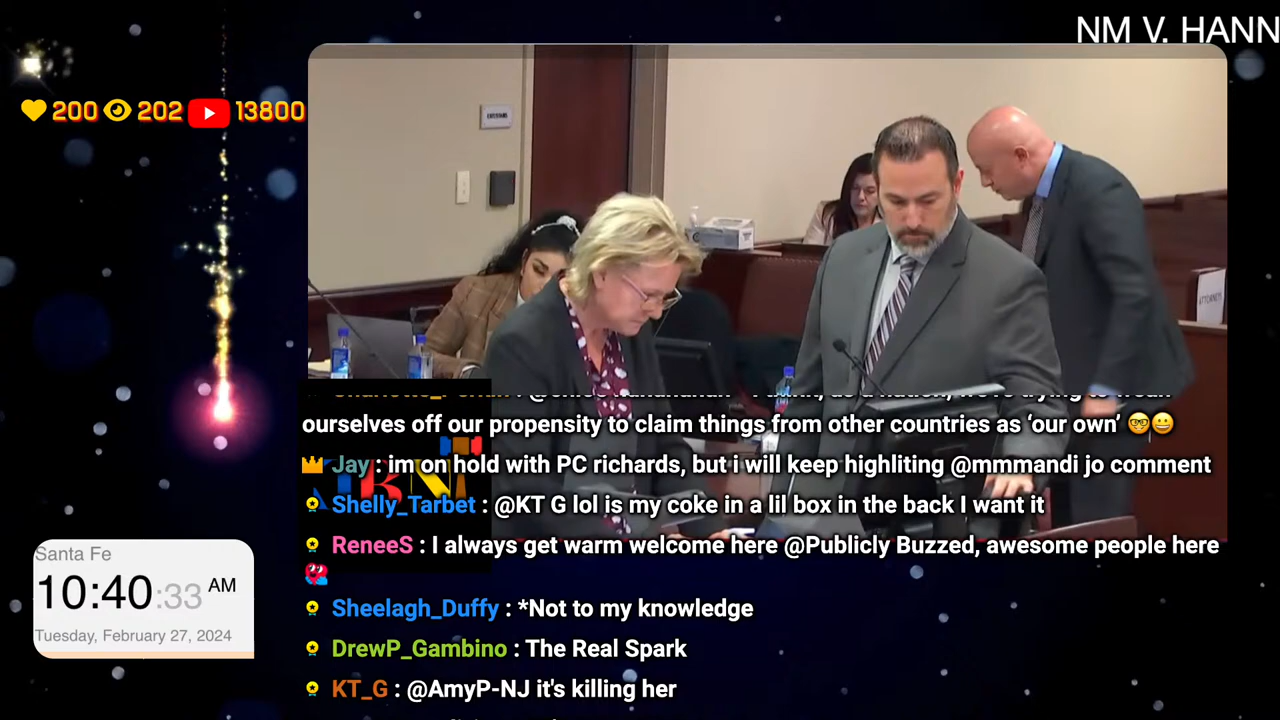 NM V. HANN
200 202 13800
ATTORNEYS
ourselves off our propensity to claim things from other countries as ‘our own’ 🤓😀
Jay : im on hold with PC richards, but i will keep highliting @mmmandi jo comment
Shelly_Tarbet : @KT G lol is my coke in a lil box in the back I want it
ReneeS : I always get warm welcome here @Publicly Buzzed, awesome people here
Sheelagh_Duffy : *Not to my knowledge
DrewP_Gambino : The Real Spark
KT_G : @AmyP-NJ it's killing her
Santa Fe
10:40:33 AM
Tuesday, February 27, 2024